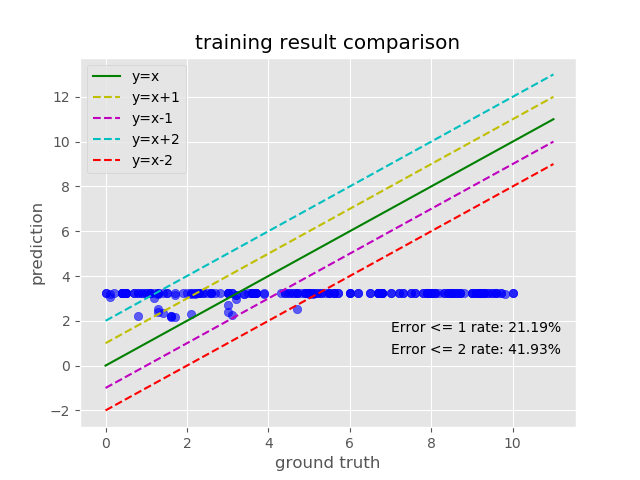 training result comparison
y=x
y=x+1
y=x-1
y=x+2
y=x-2
12
10
8
6
4
2
0
−2
prediction
Error <= 1 rate: 21.19%
Error <= 2 rate: 41.93%
0 2 4 6 8 10
ground truth